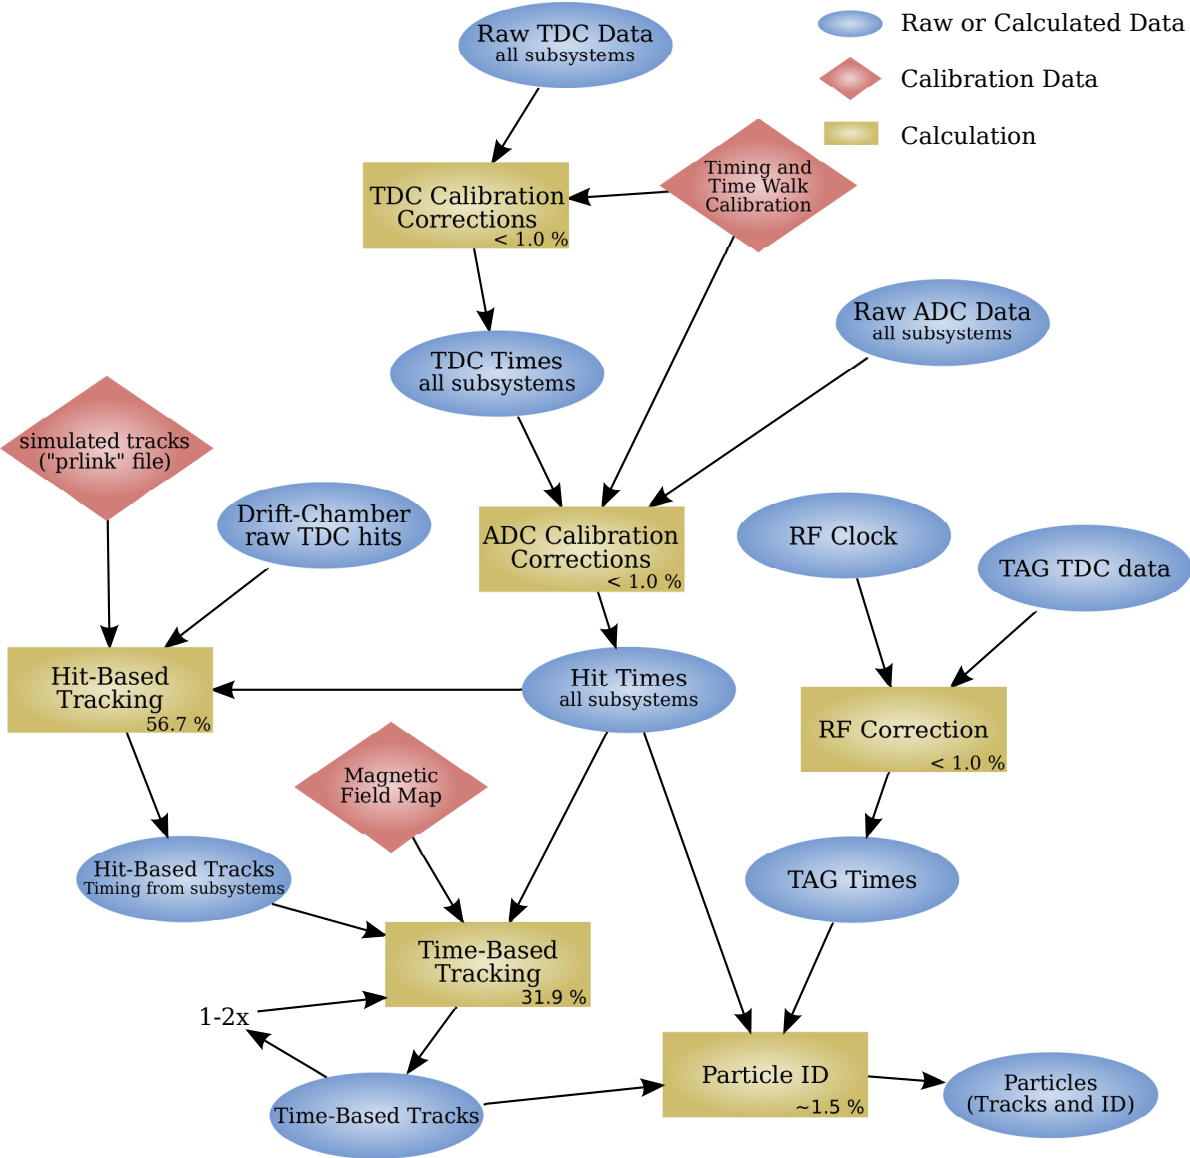 Raw TDC Data
all subsystems
Raw or Calculated Data
Calibration Data
Calculation
Timing and
Time Walk
Calibration
TDC Calibration
Corrections
< 1.0 %
Raw ADC Data
all subsystems
TDC Times
all subsystems
simulated tracks
("prlink" file)
Drift-Chamber
raw TDC hits
ADC Calibration
Corrections
< 1.0 %
RF Clock
TAG TDC data
Hit-Based
Tracking
56.7 %
Hit Times
all subsystems
RF Correction
< 1.0 %
Magnetic
Field Map
Hit-Based Tracks
Timing from subsystems
TAG Times
Time-Based
Tracking
31.9 %
1-2x
Particle ID
~1.5 %
Time-Based Tracks
Particles
(Tracks and ID)